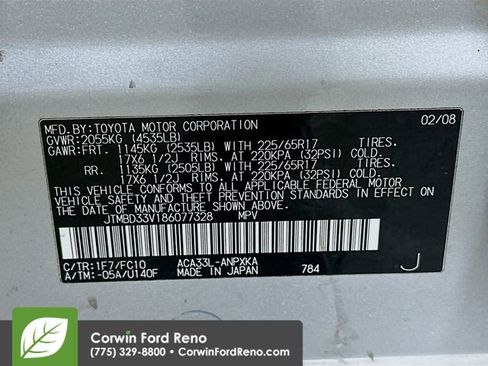 MFD.BY:TOYOTA MOTOR CORPORATION 02/08
GVWR:2055KG (4535LB)
GAWR:FRT. 1145KG (2535LB) WITH 225/65R17 TIRES.
17X6 1/2J RIMS. AT 220KPA (32PSI) COLD.
RR. 1135KG (2505LB) WITH 225/65R17 TIRES.
17X6 1/2J RIMS. AT 220KPA (32PSI) COLD.
THIS VEHICLE CONFORMS TO ALL APPLICABLE FEDERAL MOTOR
VEHICLE SAFETY AND THEFT PREVENTION STANDARDS IN EFFECT ON
THE DATE OF MANUFACTURE SHOWN ABOVE.
JTMBD33V186077328 MPV
C/TR:1F7/FC10 ACA33L-ANPXKA
A/TM:-05A/U140F MADE IN JAPAN 784 J
Corwin Ford Reno
(775) 329-8800 • CorwinFordReno.com